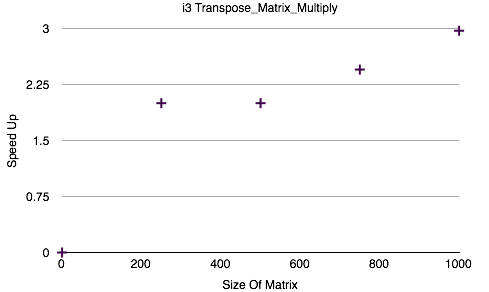 i3 Transpose_Matrix_Multiply
3
2.25
1.5
0.75
0
Speed Up
0 200 400 600 800 1000
Size Of Matrix